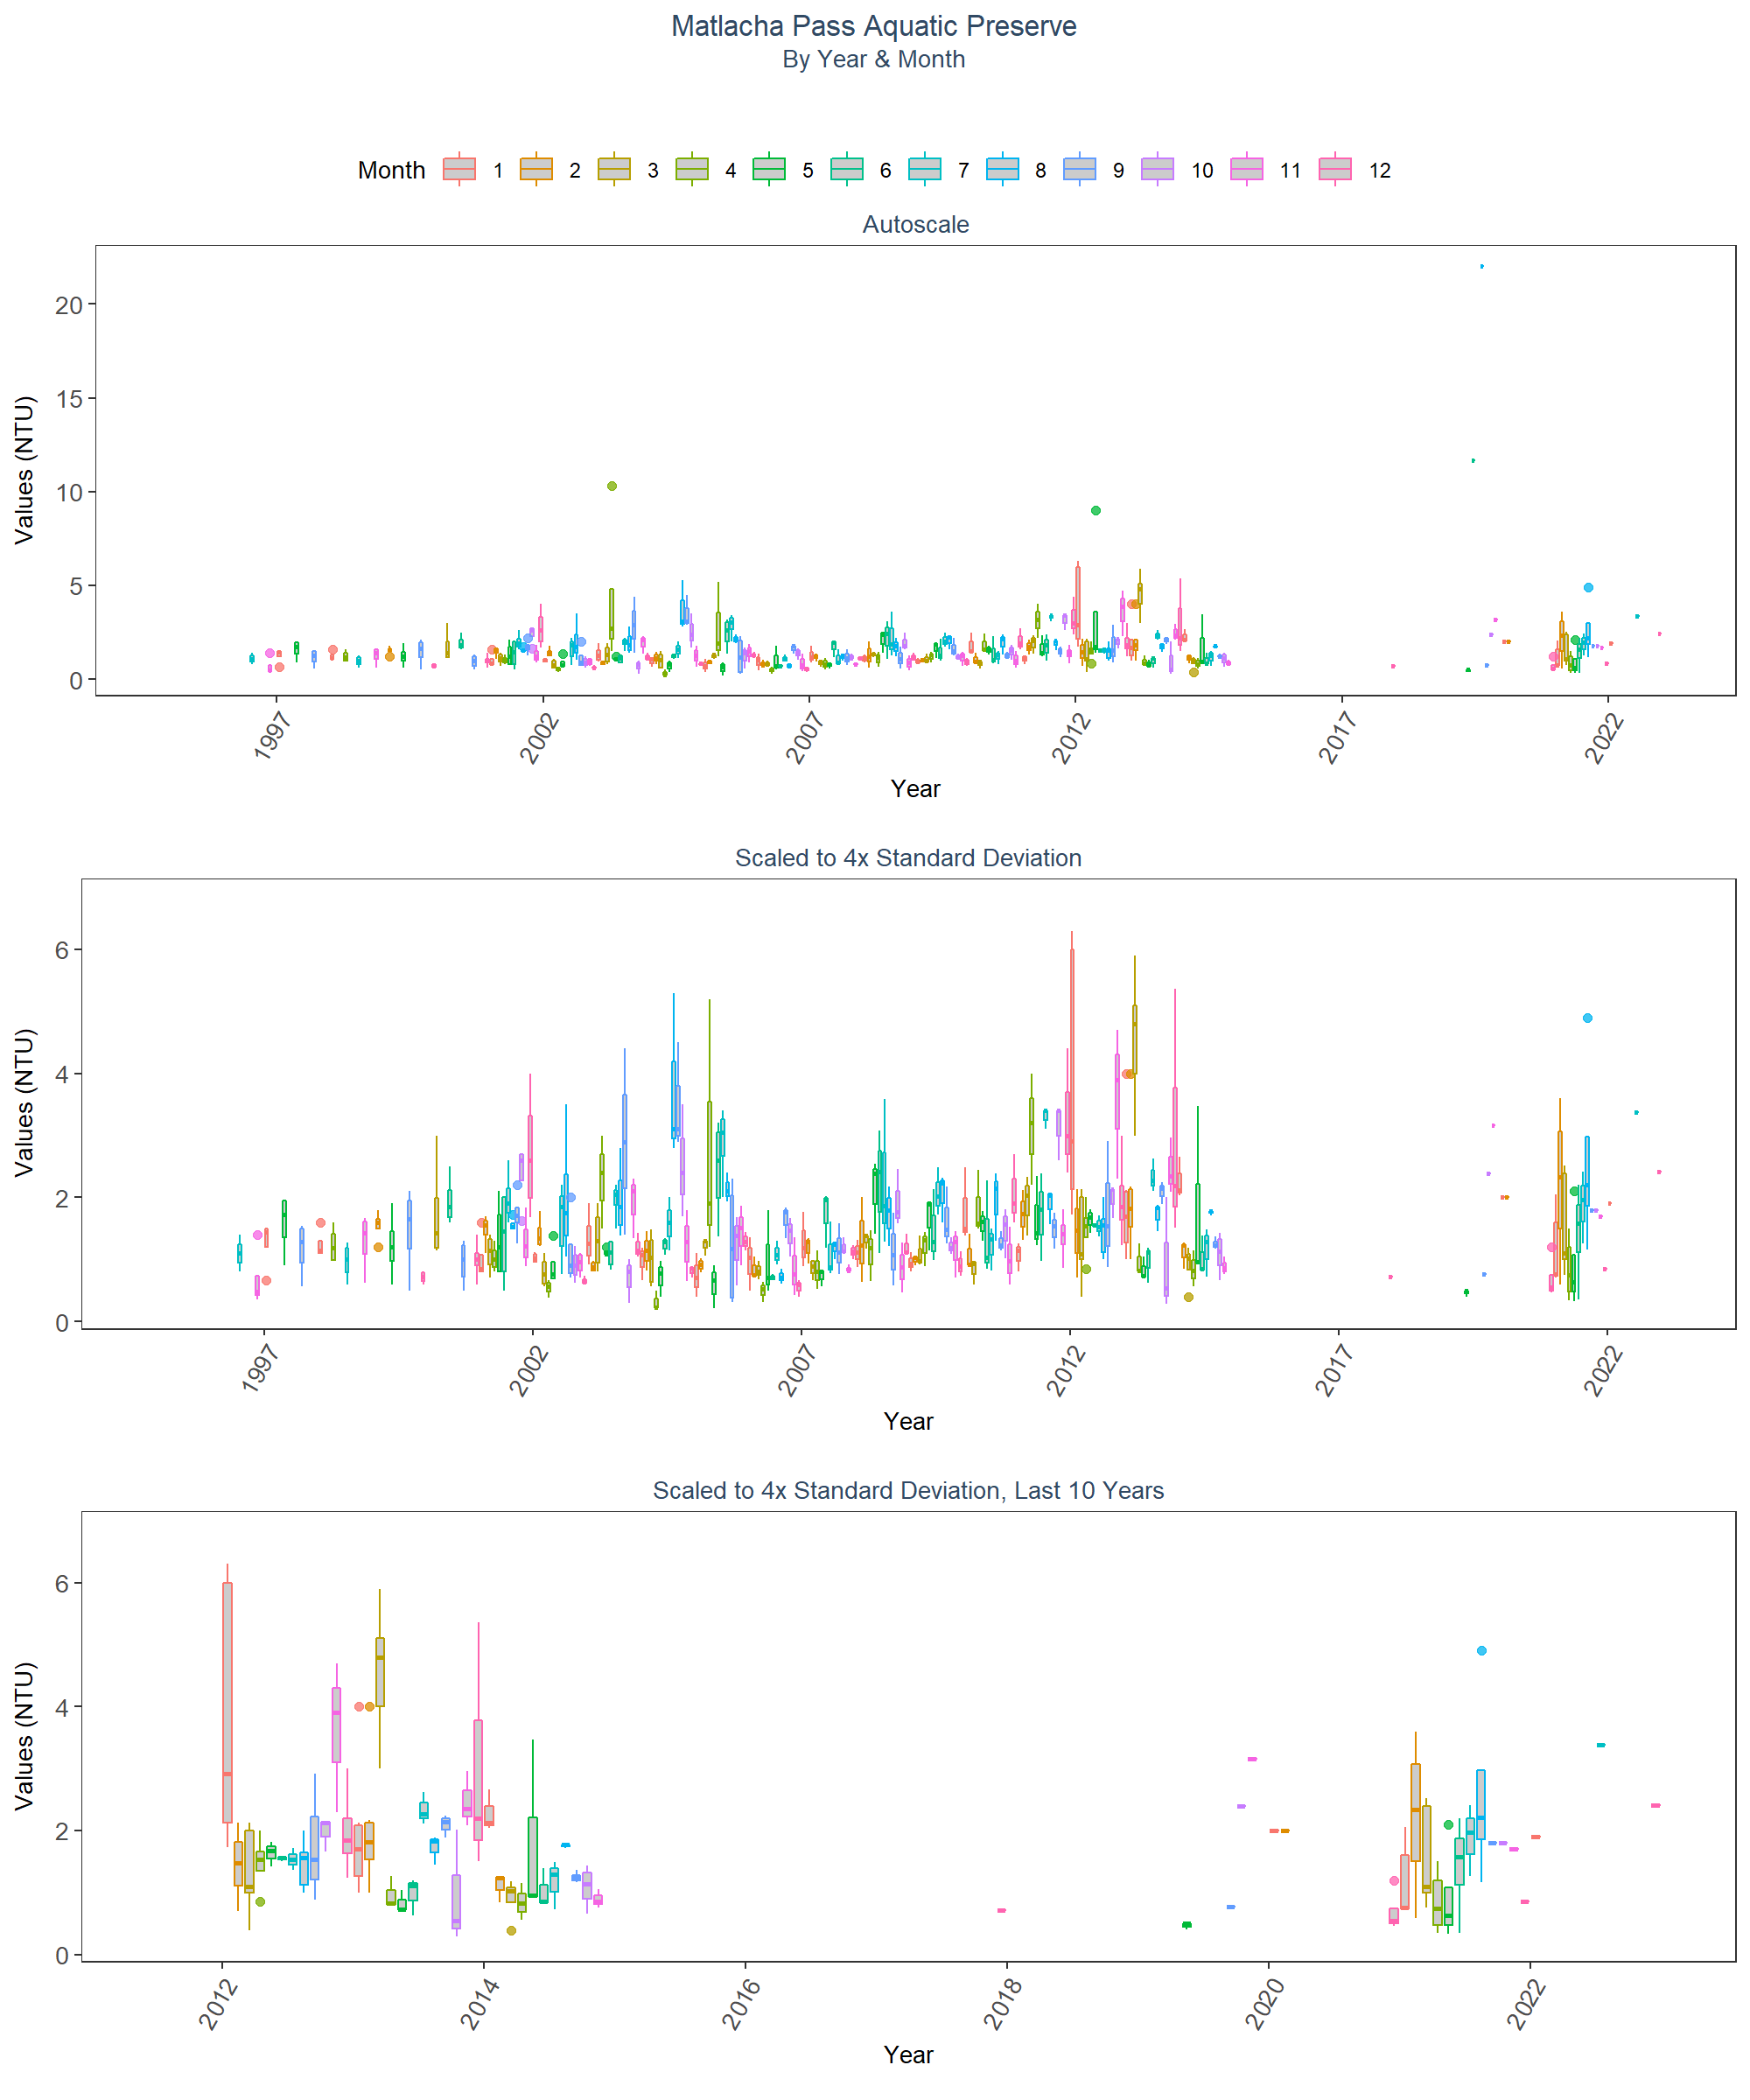 Matlacha Pass Aquatic Preserve
By Year & Month
Month 1 2 3 4 5 6 7 8 9 10 11 12
Autoscale
Values (NTU)
20
15
10
5
0
1997 2002 2007 2012 2017 2022
Year
Scaled to 4x Standard Deviation
Values (NTU)
6
4
2
0
1997 2002 2007 2012 2017 2022
Year
Scaled to 4x Standard Deviation, Last 10 Years
Values (NTU)
6
4
2
0
2012 2014 2016 2018 2020 2022
Year